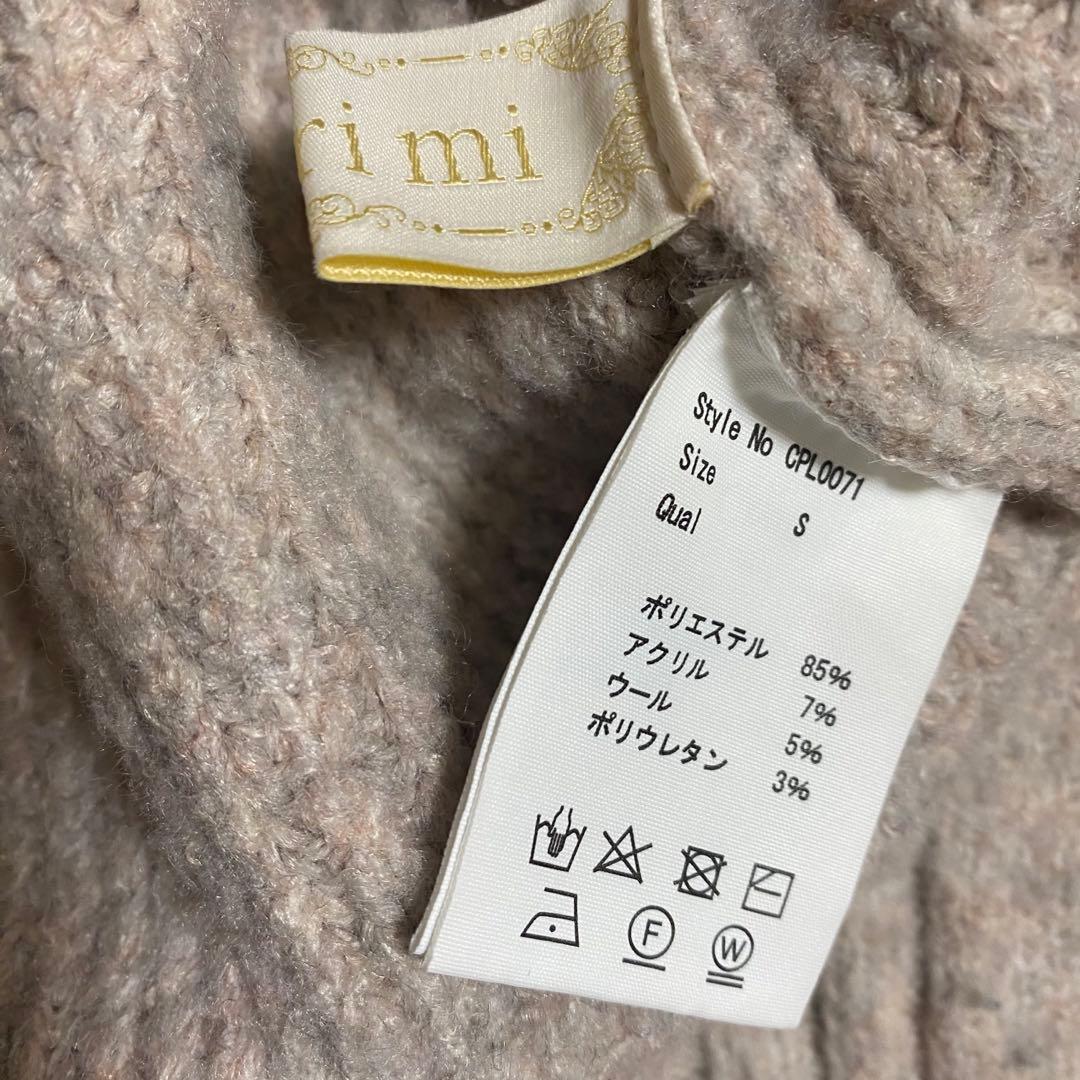 ri mi
Style No CPL0071
Size S
Qual
ポリエステル 85%
アクリル 7%
ウール 5%
ポリウレタン 3%
F W